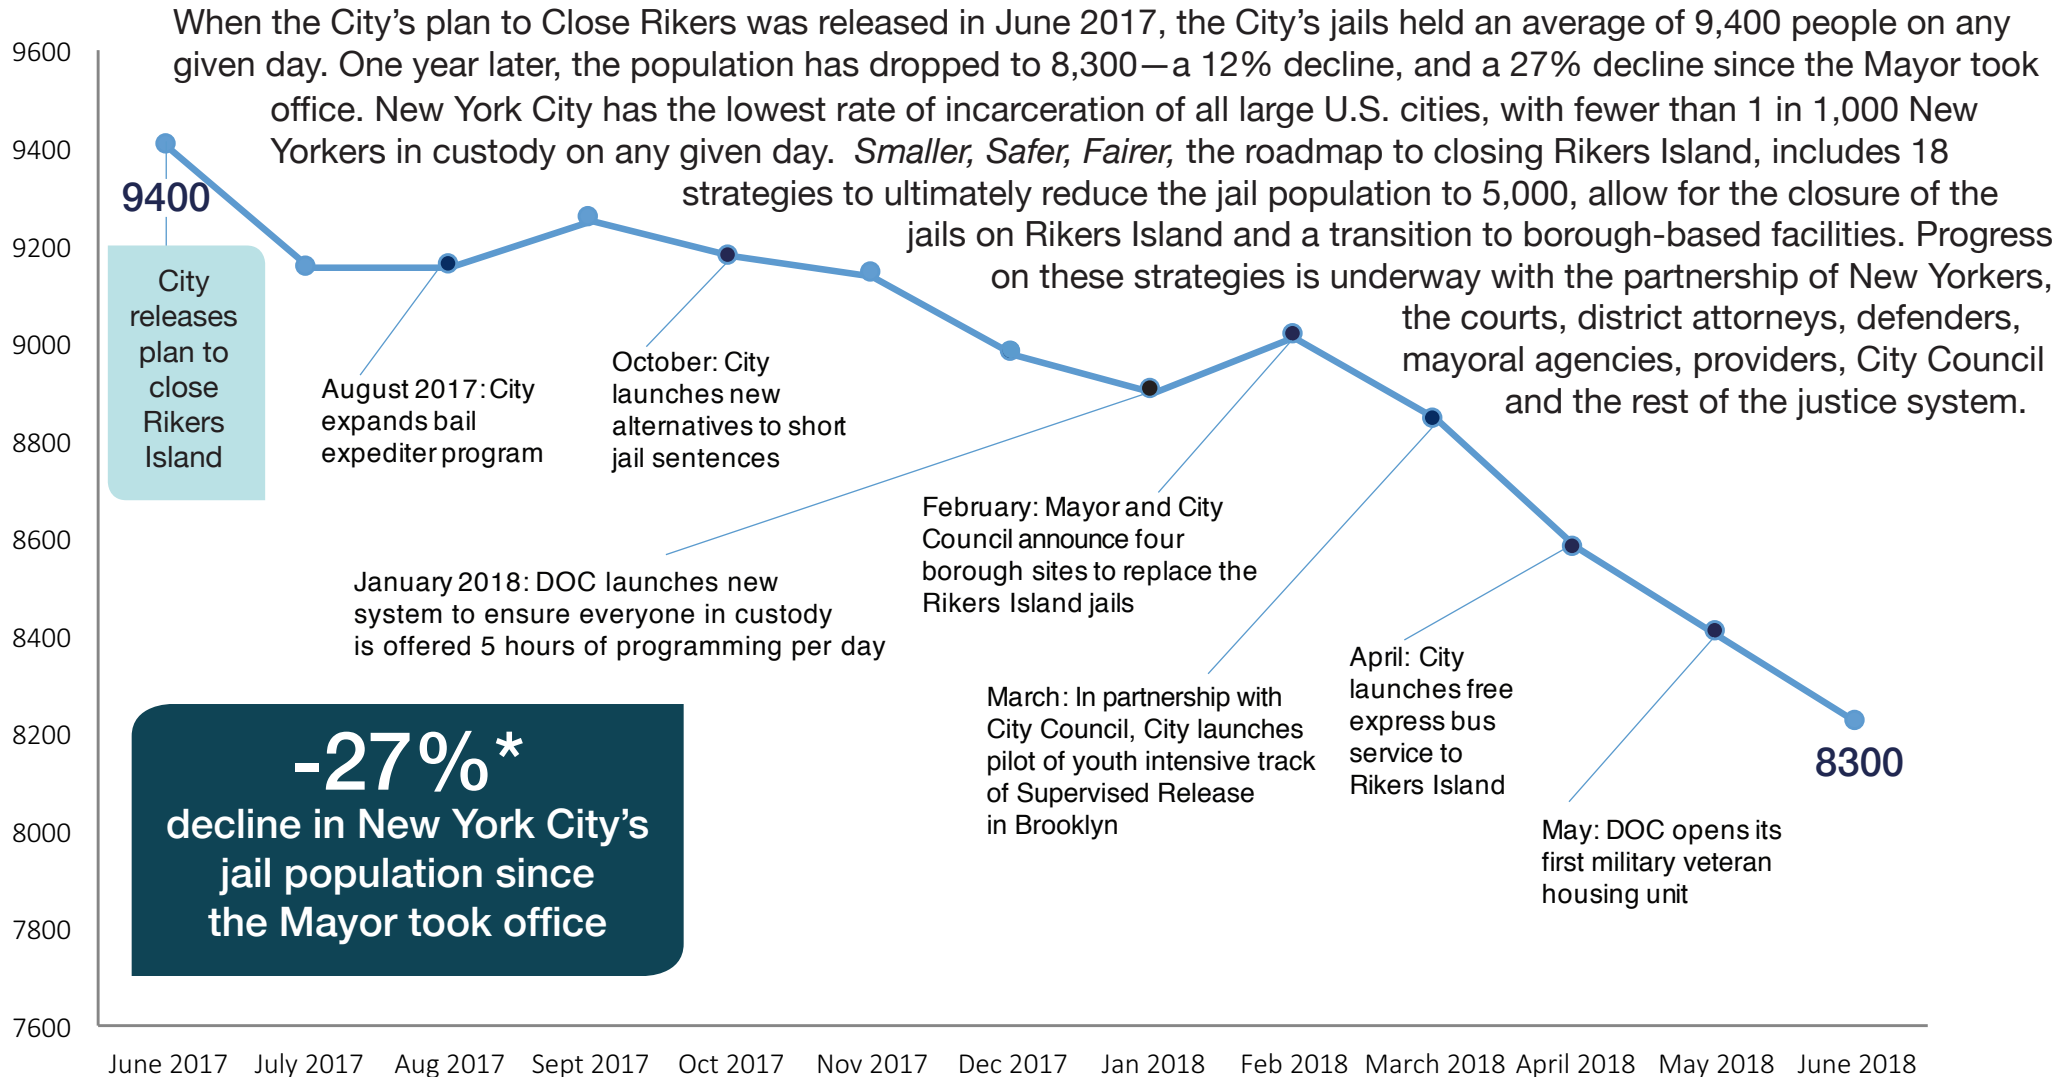 When the City’s plan to Close Rikers was released in June 2017, the City’s jails held an average of 9,400 people on any
given day. One year later, the population has dropped to 8,300—a 12% decline, and a 27% decline since the Mayor took
office. New York City has the lowest rate of incarceration of all large U.S. cities, with fewer than 1 in 1,000 New
Yorkers in custody on any given day. Smaller, Safer, Fairer, the roadmap to closing Rikers Island, includes 18
strategies to ultimately reduce the jail population to 5,000, allow for the closure of the
jails on Rikers Island and a transition to borough-based facilities. Progress
on these strategies is underway with the partnership of New Yorkers,
the courts, district attorneys, defenders,
mayoral agencies, providers, City Council
and the rest of the justice system.
9600
9400
9200
9000
8800
8600
8400
8200
8000
7800
7600
9400
City
releases
plan to
close
Rikers
Island
August 2017: City
expands bail
expediter program
October: City
launches new
alternatives to short
jail sentences
January 2018: DOC launches new
system to ensure everyone in custody
is offered 5 hours of programming per day
February: Mayor and City
Council announce four
borough sites to replace the
Rikers Island jails
March: In partnership with
City Council, City launches
pilot of youth intensive track
of Supervised Release
in Brooklyn
April: City
launches free
express bus
service to
Rikers Island
May: DOC opens its
first military veteran
housing unit
8300
-27%*
decline in New York City’s
jail population since
the Mayor took office
June 2017 July 2017 Aug 2017 Sept 2017 Oct 2017 Nov 2017 Dec 2017 Jan 2018 Feb 2018 March 2018 April 2018 May 2018 June 2018